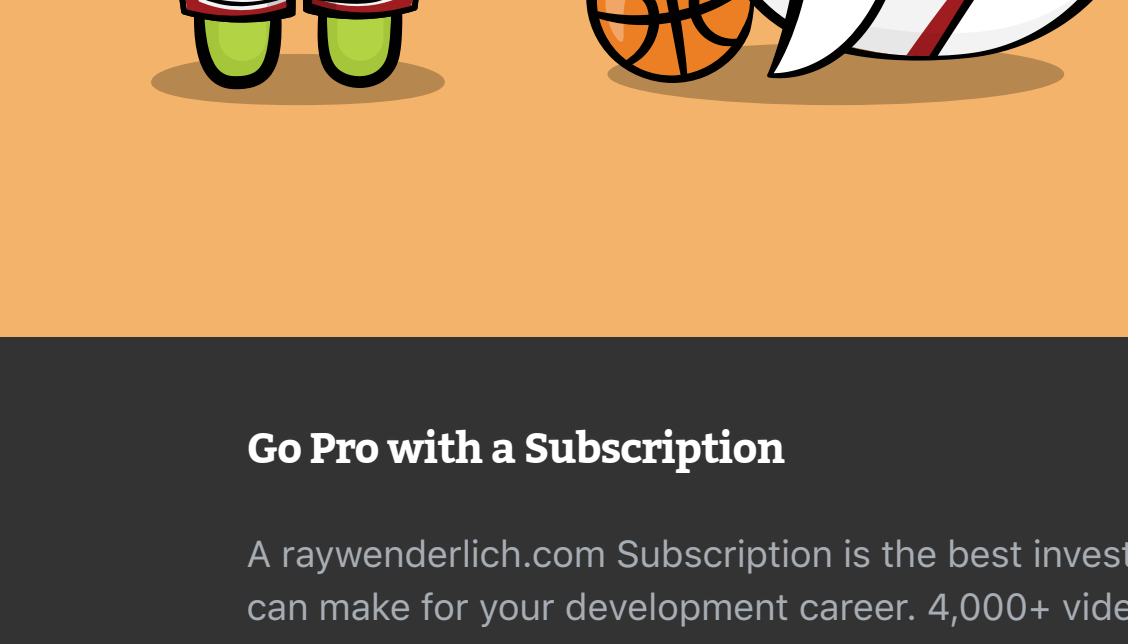 Go Pro with a Subscription
A raywenderlich.com Subscription is the best invest
can make for your development career. 4,000+ vide